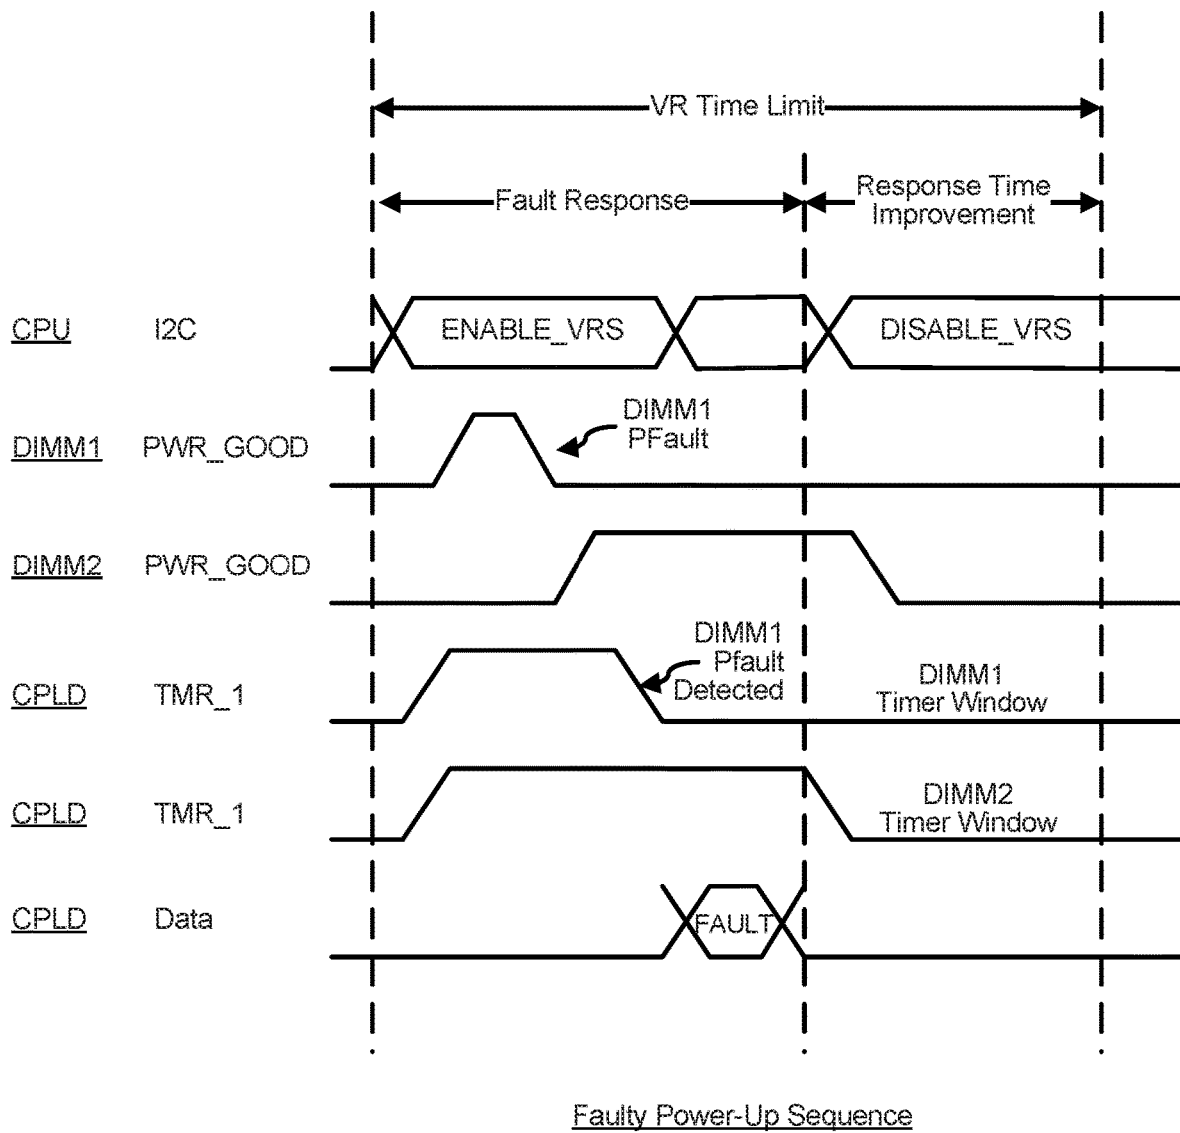 VR Time Limit
Fault Response
Response Time
Improvement
CPU I2C ENABLE_VRS DISABLE_VRS
DIMM1 PWR_GOOD
DIMM1
PFault
DIMM2 PWR_GOOD
DIMM1
Pfault
Detected
CPLD TMR_1
DIMM1
Timer Window
CPLD TMR_1
DIMM2
Timer Window
CPLD Data FAULT
Faulty Power-Up Sequence